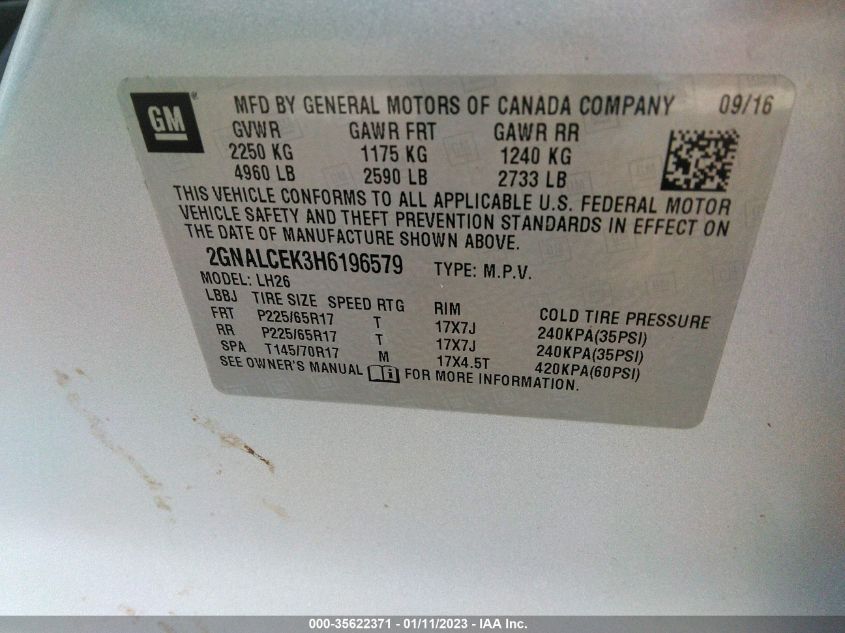 GM ® MFD BY GENERAL MOTORS OF CANADA COMPANY 09/16
GVWR GAWR FRT GAWR RR
2250 KG 1175 KG 1240 KG
4960 LB 2590 LB 2733 LB
THIS VEHICLE CONFORMS TO ALL APPLICABLE U.S. FEDERAL MOTOR
VEHICLE SAFETY AND THEFT PREVENTION STANDARDS IN EFFECT ON
THE DATE OF MANUFACTURE SHOWN ABOVE.
2GNALCEK3H6196579 TYPE: M.P.V.
MODEL: LH26
LBBJ TIRE SIZE SPEED RTG RIM COLD TIRE PRESSURE
FRT P225/65R17 T 17X7J 240KPA(35PSI)
RR P225/65R17 T 17X7J 240KPA(35PSI)
SPA T145/70R17 M 17X4.5T 420KPA(60PSI)
SEE OWNER'S MANUAL FOR MORE INFORMATION.
000-35622371 - 01/11/2023 - IAA Inc.